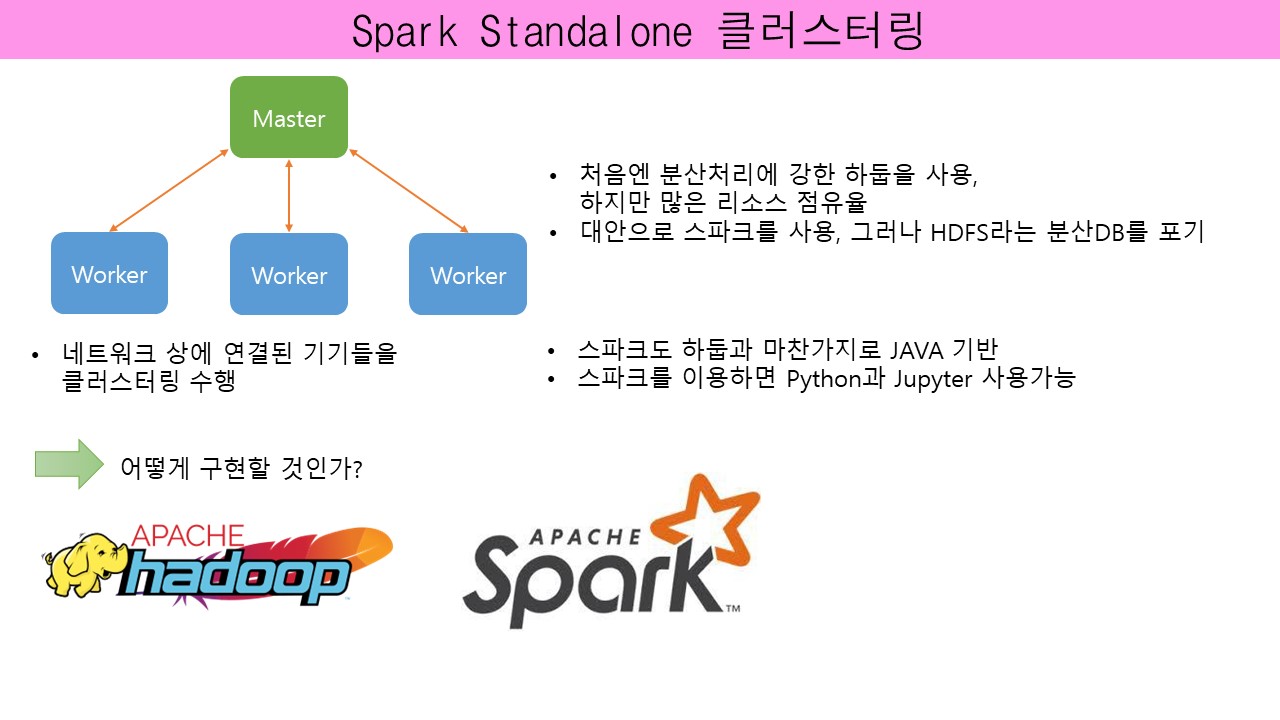 Spark Standalone 클러스터링
Master
Worker
Worker
Worker
• 네트워크 상에 연결된 기기들을
클러스터링 수행
어떻게 구현할 것인가?
• 처음엔 분산처리에 강한 하둡을 사용,
하지만 많은 리소스 점유율
• 대안으로 스파크를 사용, 그러나 HDFS라는 분산DB를 포기
• 스파크도 하둡과 마찬가지로 JAVA 기반
• 스파크를 이용하면 Python과 Jupyter 사용가능
APACHE
hadoop
APACHE
Spark™